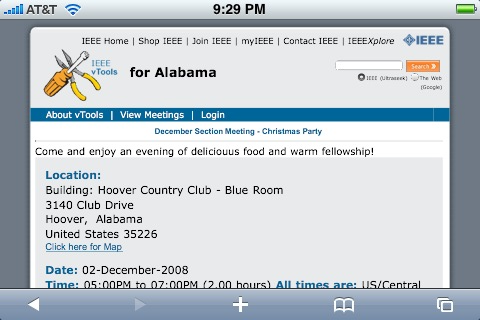 AT&T 9:29 PM
IEEE Home | Shop IEEE | Join IEEE | myIEEE | Contact IEEE | IEEEXplore IEEE
IEEE
vTools
for Alabama
Search
IEEE (Ultraseek) The Web
(Google)
About vTools | View Meetings | Login
December Section Meeting - Christmas Party
Come and enjoy an evening of deliciouus food and warm fellowship!
Location:
Building: Hoover Country Club - Blue Room
3140 Club Drive
Hoover, Alabama
United States 35226
Click here for Map
Date: 02-December-2008
Time: 05:00PM to 07:00PM (2.00 hours) All times are: US/Central